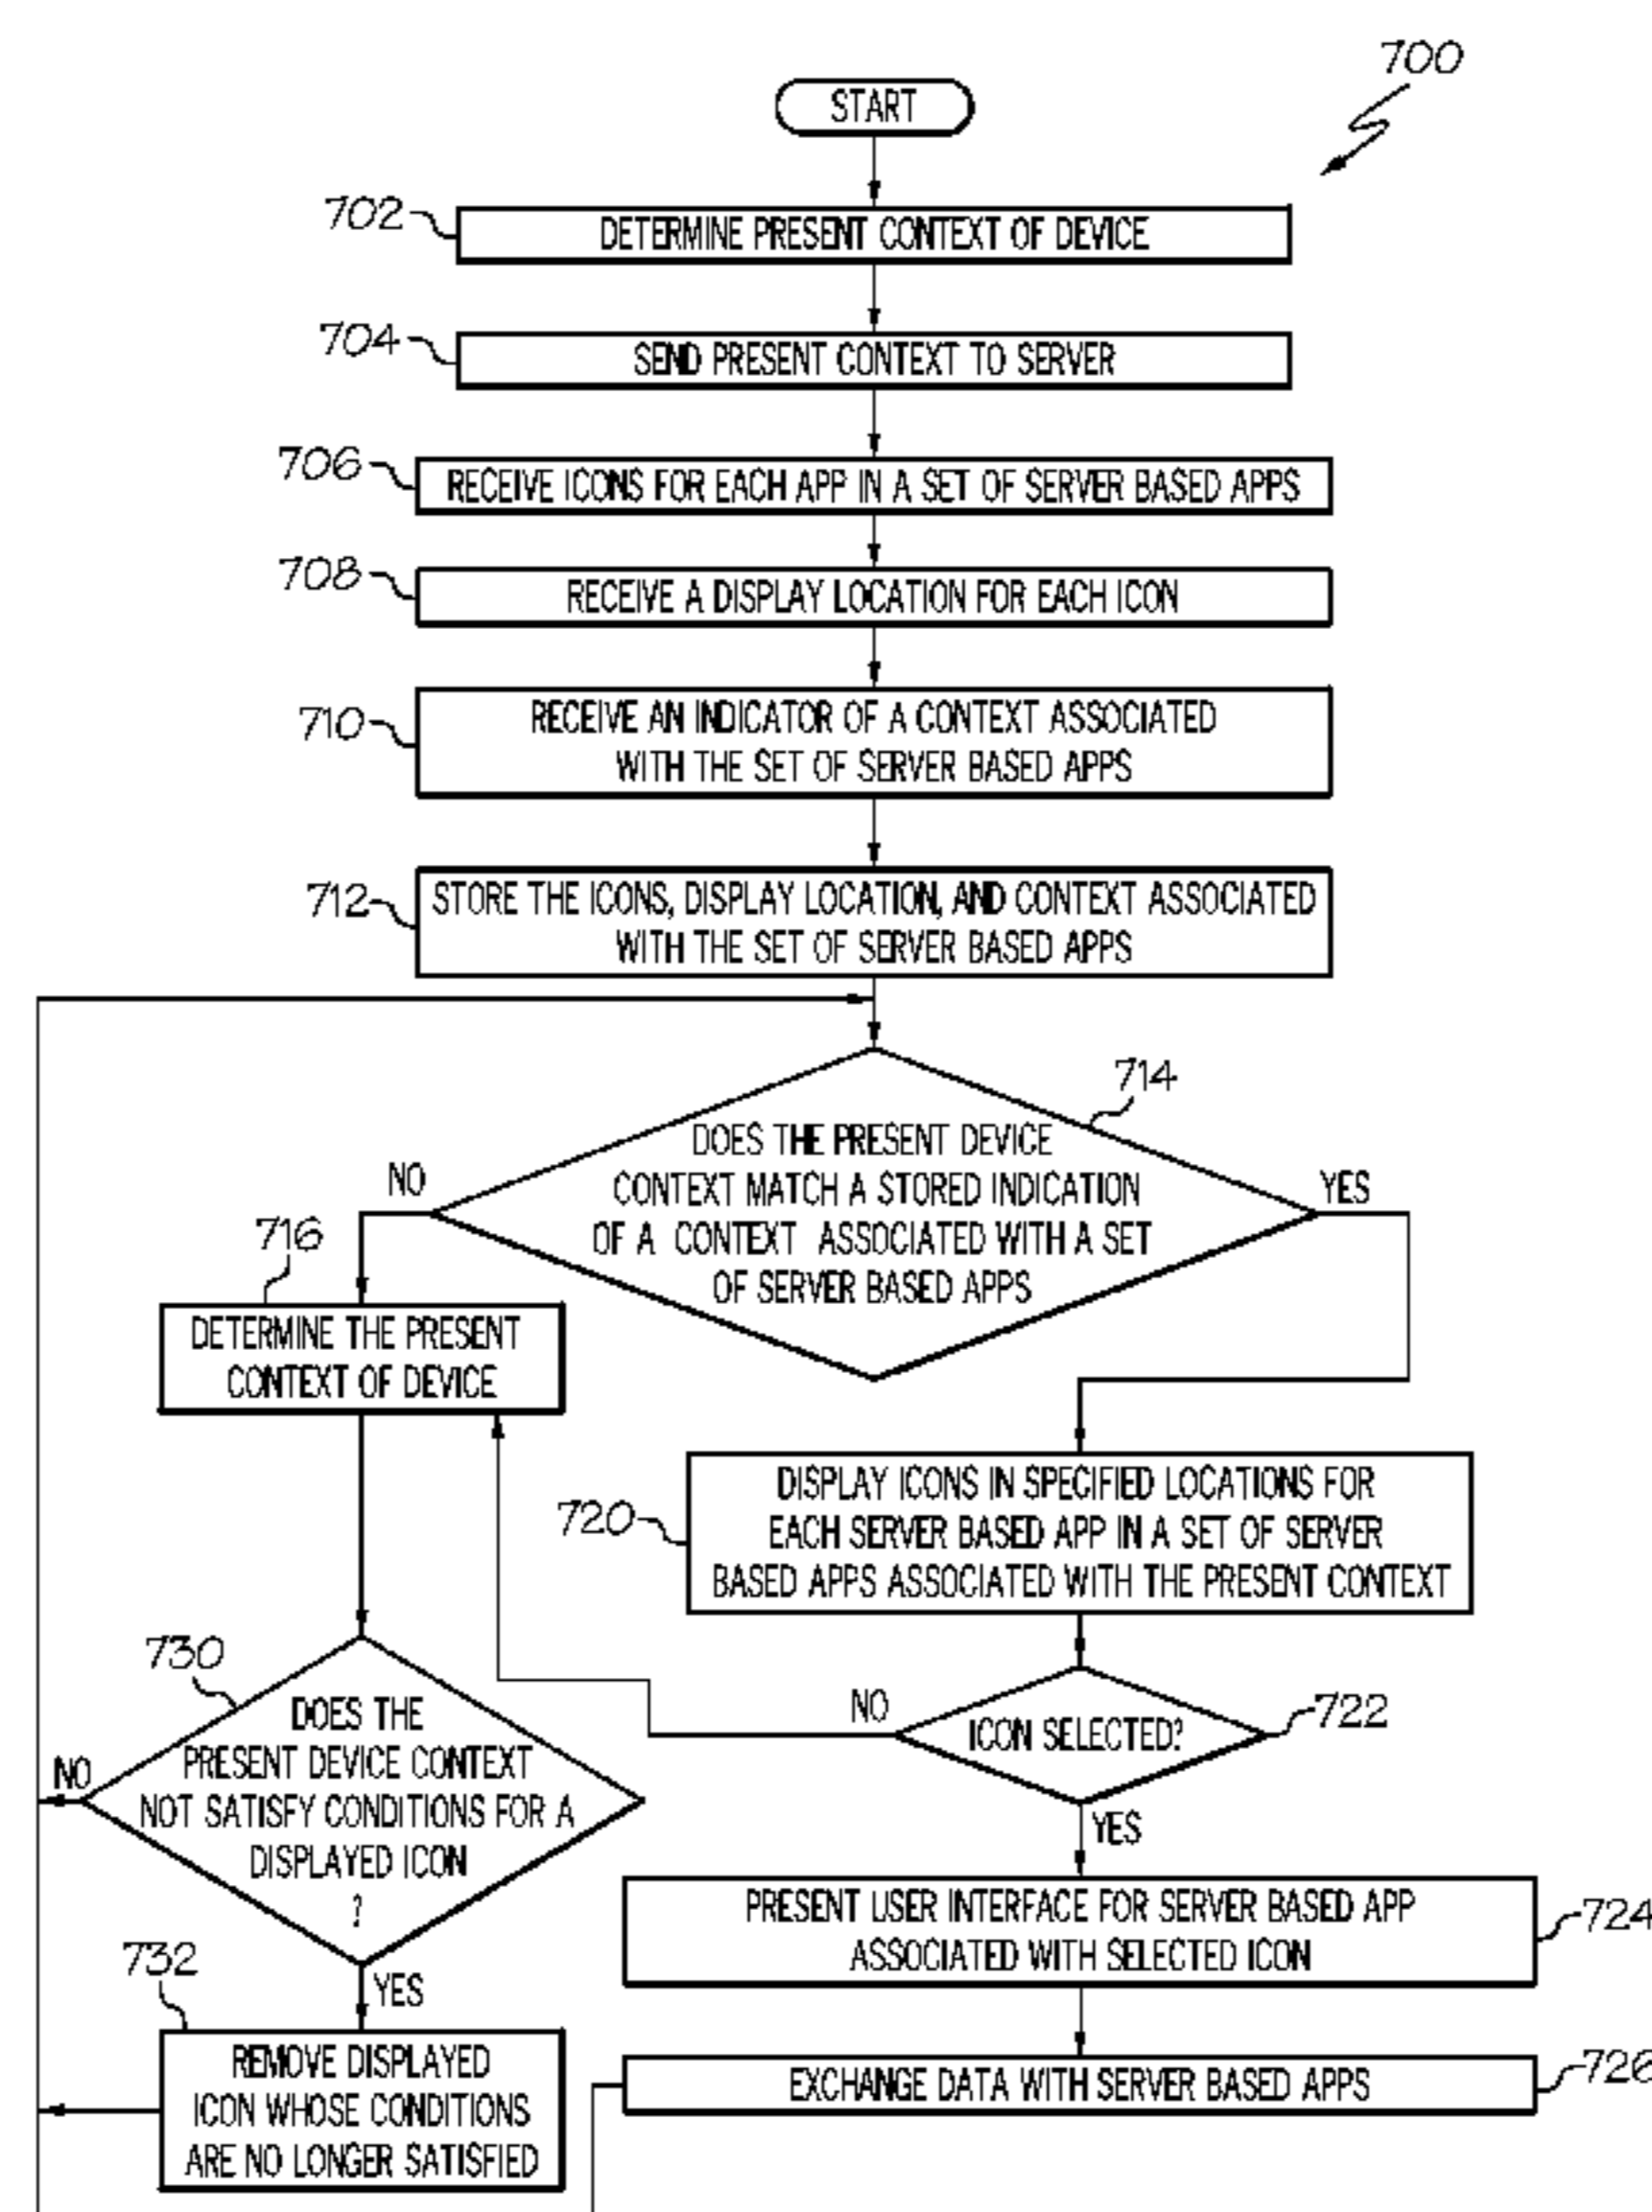 700
START
702
DETERMINE PRESENT CONTEXT OF DEVICE
704
SEND PRESENT CONTEXT TO SERVER
706
RECEIVE ICONS FOR EACH APP IN A SET OF SERVER BASED APPS
708
RECEIVE A DISPLAY LOCATION FOR EACH ICON
710
RECEIVE AN INDICATOR OF A CONTEXT ASSOCIATED
WITH THE SET OF SERVER BASED APPS
712
STORE THE ICONS, DISPLAY LOCATION, AND CONTEXT ASSOCIATED
WITH THE SET OF SERVER BASED APPS
714
DOES THE PRESENT DEVICE
CONTEXT MATCH A STORED INDICATION
OF A CONTEXT ASSOCIATED WITH A SET
OF SERVER BASED APPS
NO
YES
716
DETERMINE THE PRESENT
CONTEXT OF DEVICE
720
DISPLAY ICONS IN SPECIFIED LOCATIONS FOR
EACH SERVER BASED APP IN A SET OF SERVER
BASED APPS ASSOCIATED WITH THE PRESENT CONTEXT
722
ICON SELECTED?
NO
YES
730
DOES THE
PRESENT DEVICE CONTEXT
NOT SATISFY CONDITIONS FOR A
DISPLAYED ICON
?
NO
YES
724
PRESENT USER INTERFACE FOR SERVER BASED APP
ASSOCIATED WITH SELECTED ICON
732
REMOVE DISPLAYED
ICON WHOSE CONDITIONS
ARE NO LONGER SATISFIED
726
EXCHANGE DATA WITH SERVER BASED APPS